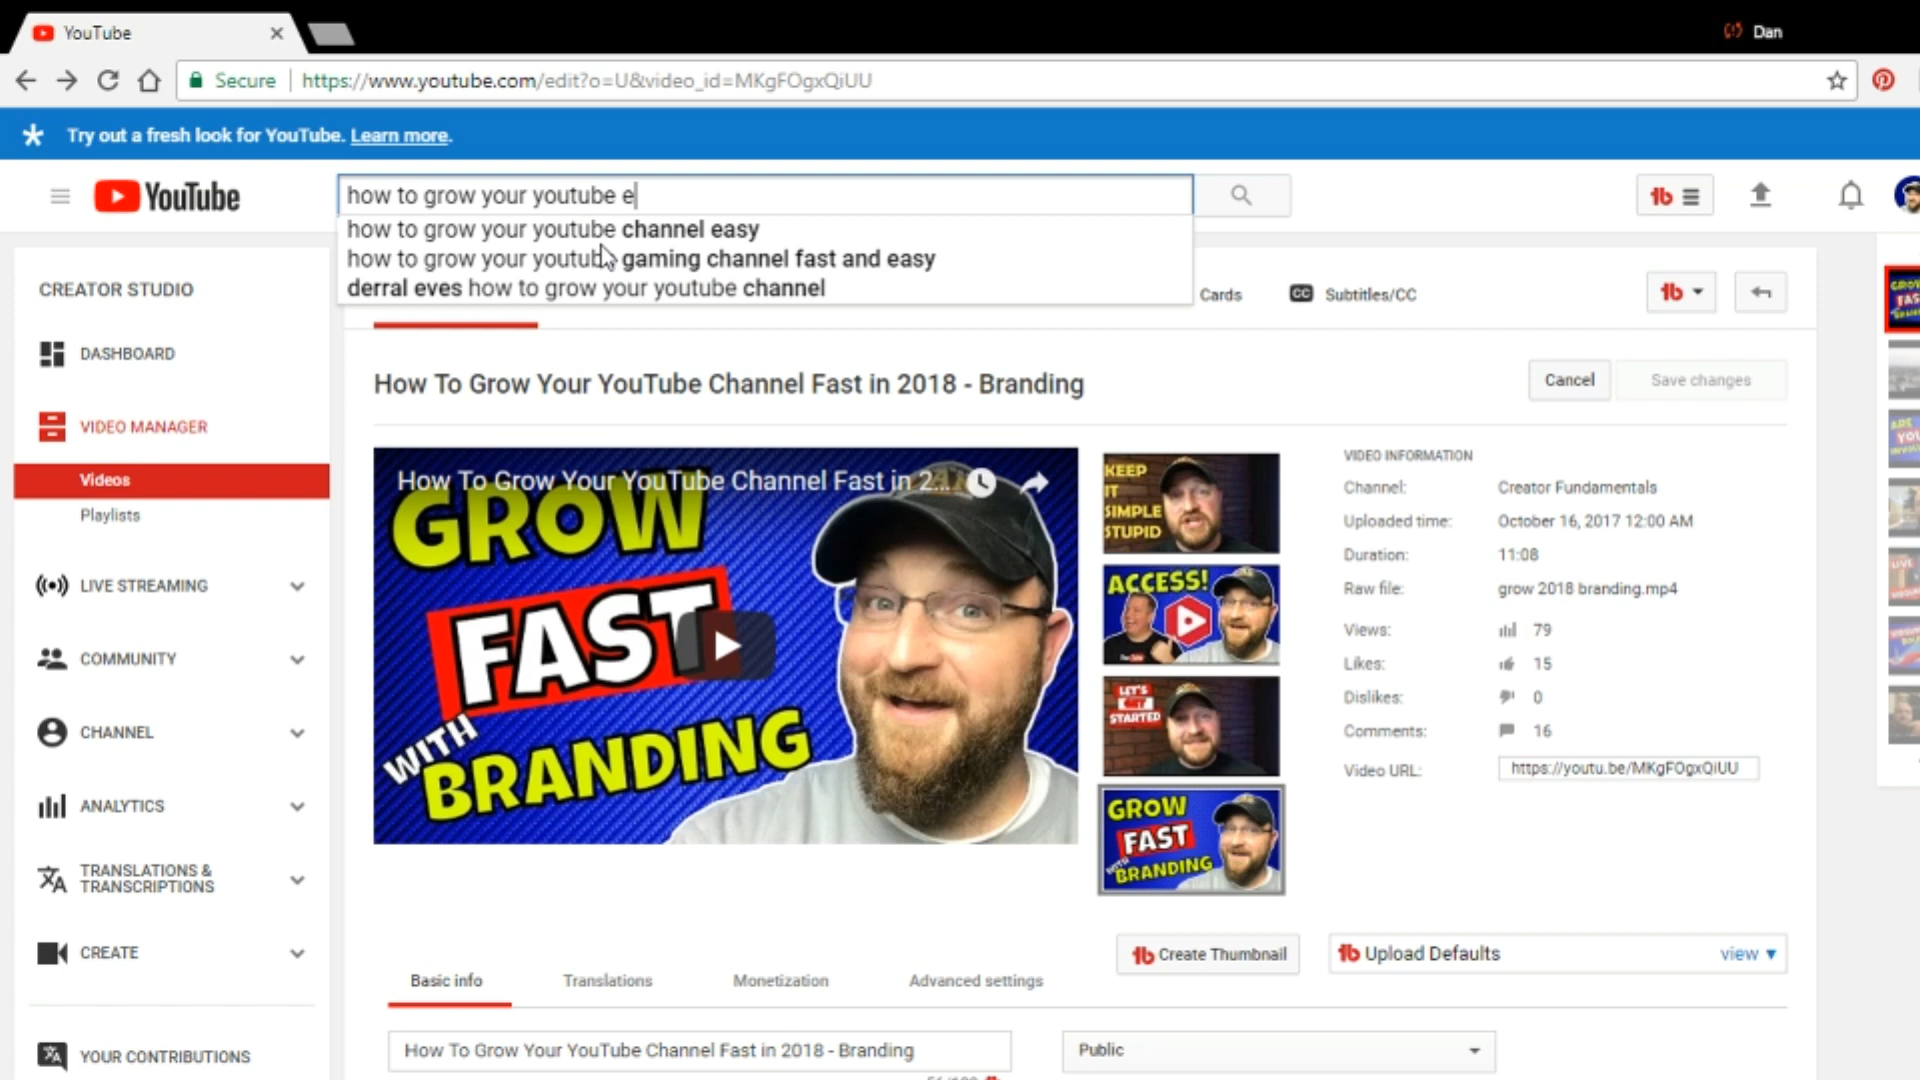 YouTube
Dan
Secure
https://www.youtube.com/edit?o=U&video_id=MKgFOgxQiUU
Try out a fresh look for YouTube. Learn more.
YouTube
how to grow your youtube e
how to grow your youtube channel easy
how to grow your youtube gaming channel fast and easy
derral eves how to grow your youtube channel
Cards
CC Subtitles/CC
CREATOR STUDIO
DASHBOARD
VIDEO MANAGER
Videos
Playlists
LIVE STREAMING
COMMUNITY
CHANNEL
ANALYTICS
TRANSLATIONS &
TRANSCRIPTIONS
CREATE
YOUR CONTRIBUTIONS
How To Grow Your YouTube Channel Fast in 2018 - Branding
Cancel
Save changes
How To Grow Your YouTube Channel Fast in 2...
GROW
FAST
WITH
BRANDING
KEEP
IT
SIMPLE
STUPID
ACCESS!
LET'S
GET
STARTED
GROW
FAST
WITH
BRANDING
VIDEO INFORMATION
Channel: Creator Fundamentals
Uploaded time: October 16, 2017 12:00 AM
Duration: 11:08
Raw file: grow 2018 branding.mp4
Views: 79
Likes: 15
Dislikes: 0
Comments: 16
Video URL: https://youtu.be/MKgFOgxQiUU
tb Create Thumbnail
tb Upload Defaults
view
Basic info
Translations
Monetization
Advanced settings
How To Grow Your YouTube Channel Fast in 2018 - Branding
Public